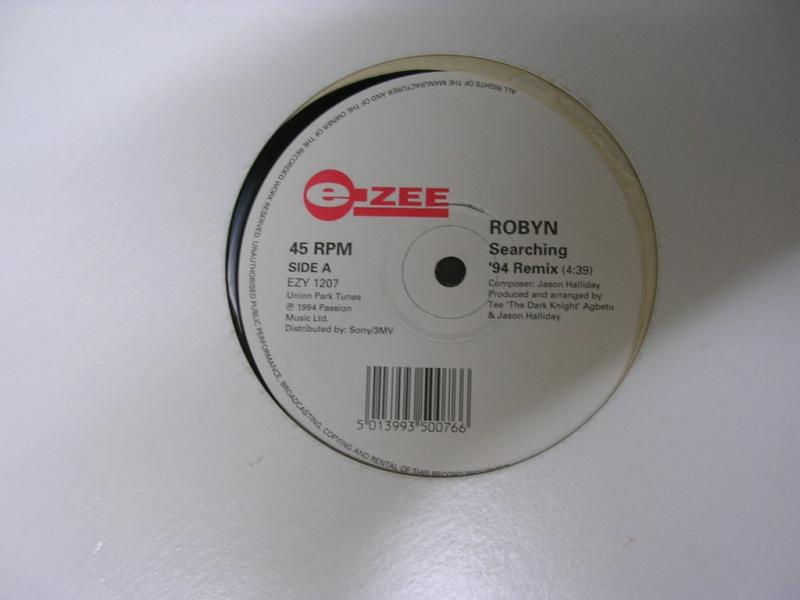 e-ZEE
45 RPM
SIDE A
EZY 1207
Union Park Tunes
℗ 1994 Passion
Music Ltd.
Distributed by: Sony/3MV
ROBYN
Searching
'94 Remix (4:39)
Composer: Jason Halliday
Produced and arranged by
Tee 'The Dark Knight' Agbetu
& Jason Halliday
5 013993 500766
ALL RIGHTS OF THE MANUFACTURER AND OF THE OWNER OF THE RECORDED WORK RESERVED. UNAUTHORISED PUBLIC PERFORMANCE, BROADCASTING, COPYING AND RENTAL OF THIS RECORD PROHIBITED